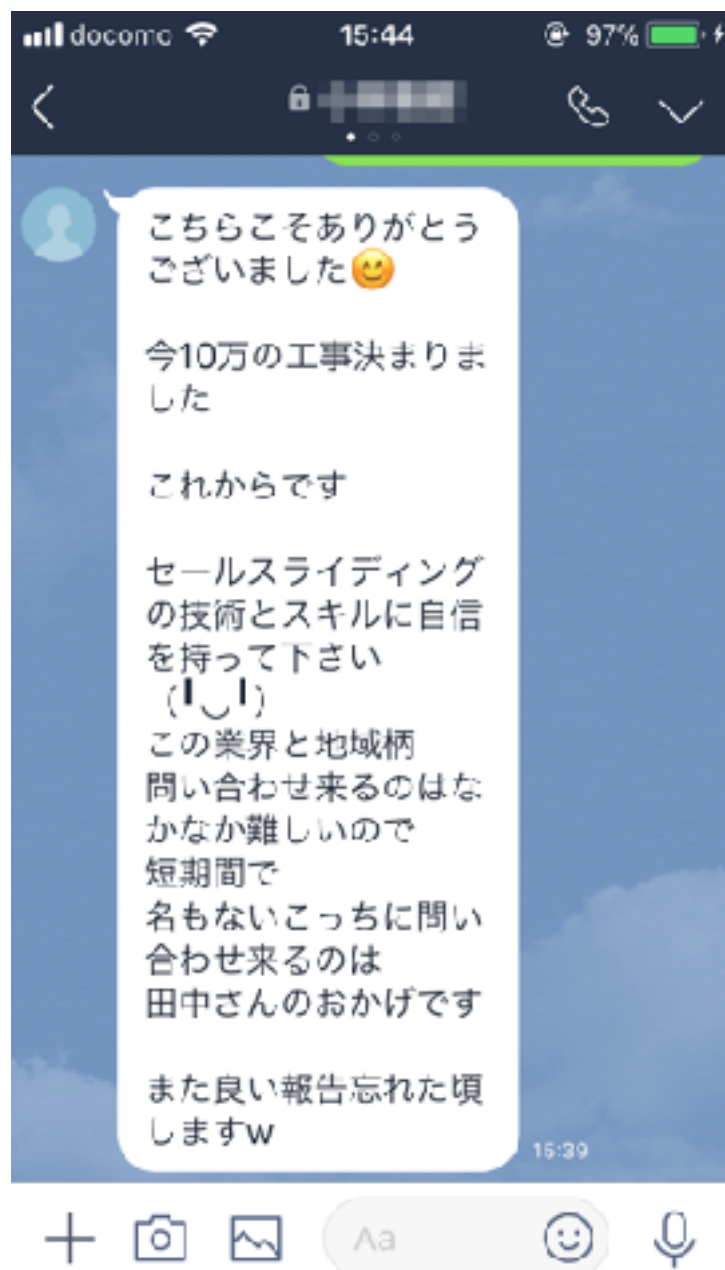 docomo 15:44 97%
こちらこそありがとう
ございました😊
今10万の工事決まりま
した
これからです
セールスライディング
の技術とスキルに自信
を持って下さい
(╹◡╹)
この業界と地域柄
問い合わせ来るのはな
かなか難しいので
短期間で
名もないこっちに問い
合わせ来るのは
田中さんのおかげです
また良い報告忘れた頃
しますw
15:39
Aa